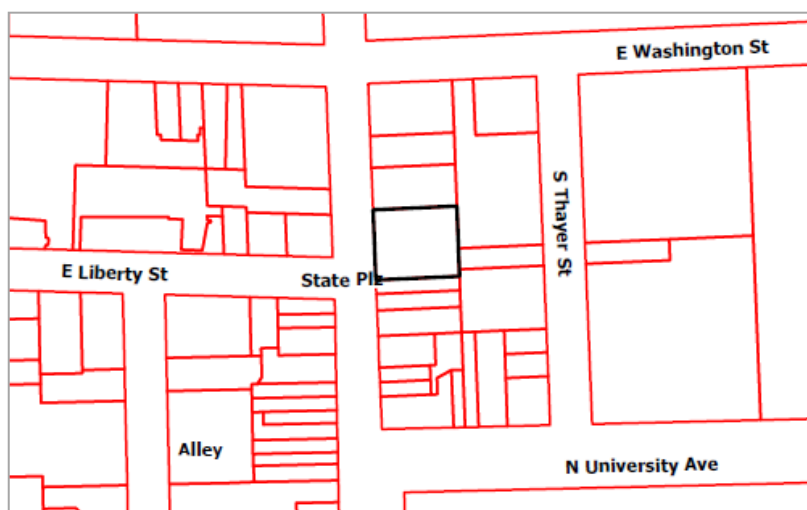 E Washington St
S Thayer St
E Liberty St
State Plz
Alley
N University Ave